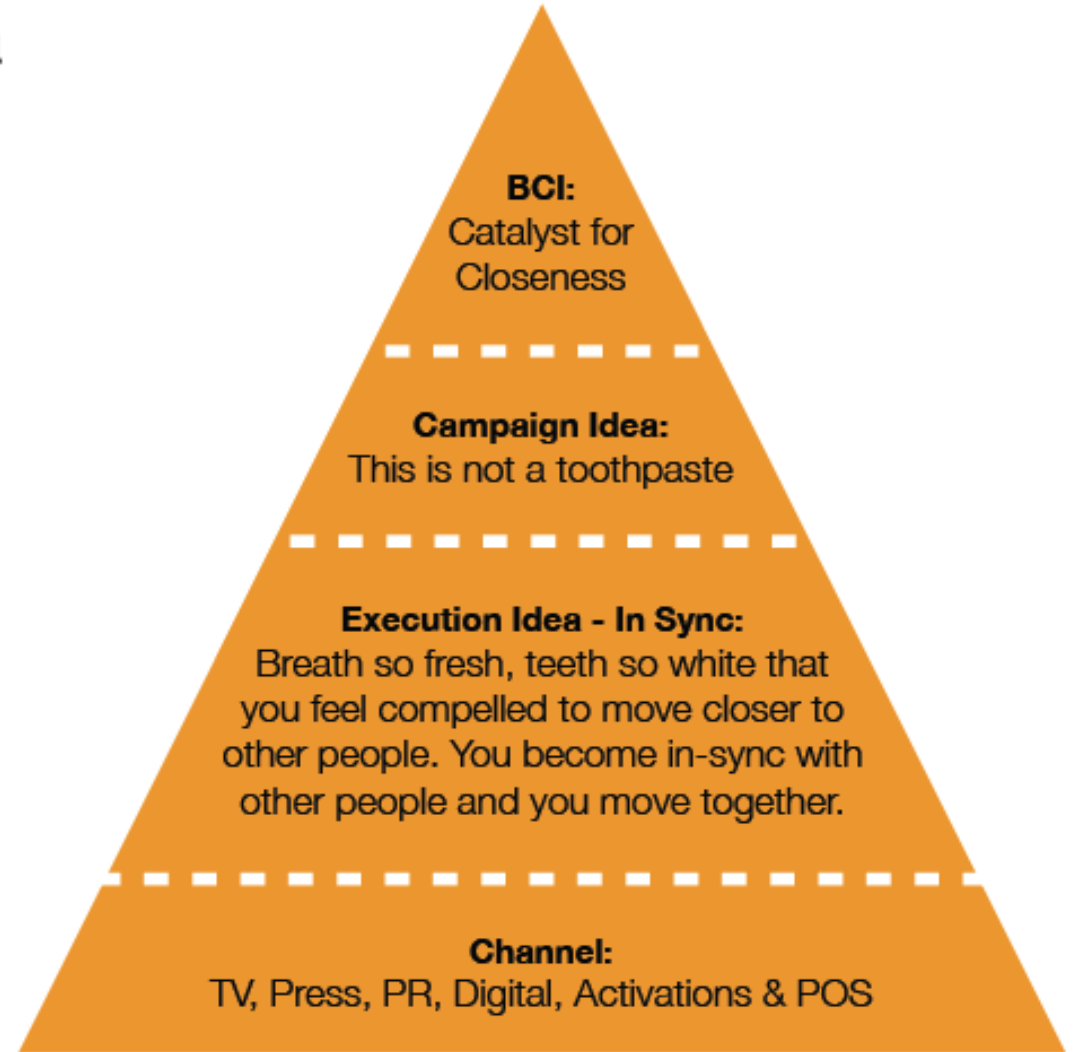 BCI:
Catalyst for
Closeness
Campaign Idea:
This is not a toothpaste
Execution Idea - In Sync:
Breath so fresh, teeth so white that
you feel compelled to move closer to
other people. You become in-sync with
other people and you move together.
Channel:
TV, Press, PR, Digital, Activations & POS